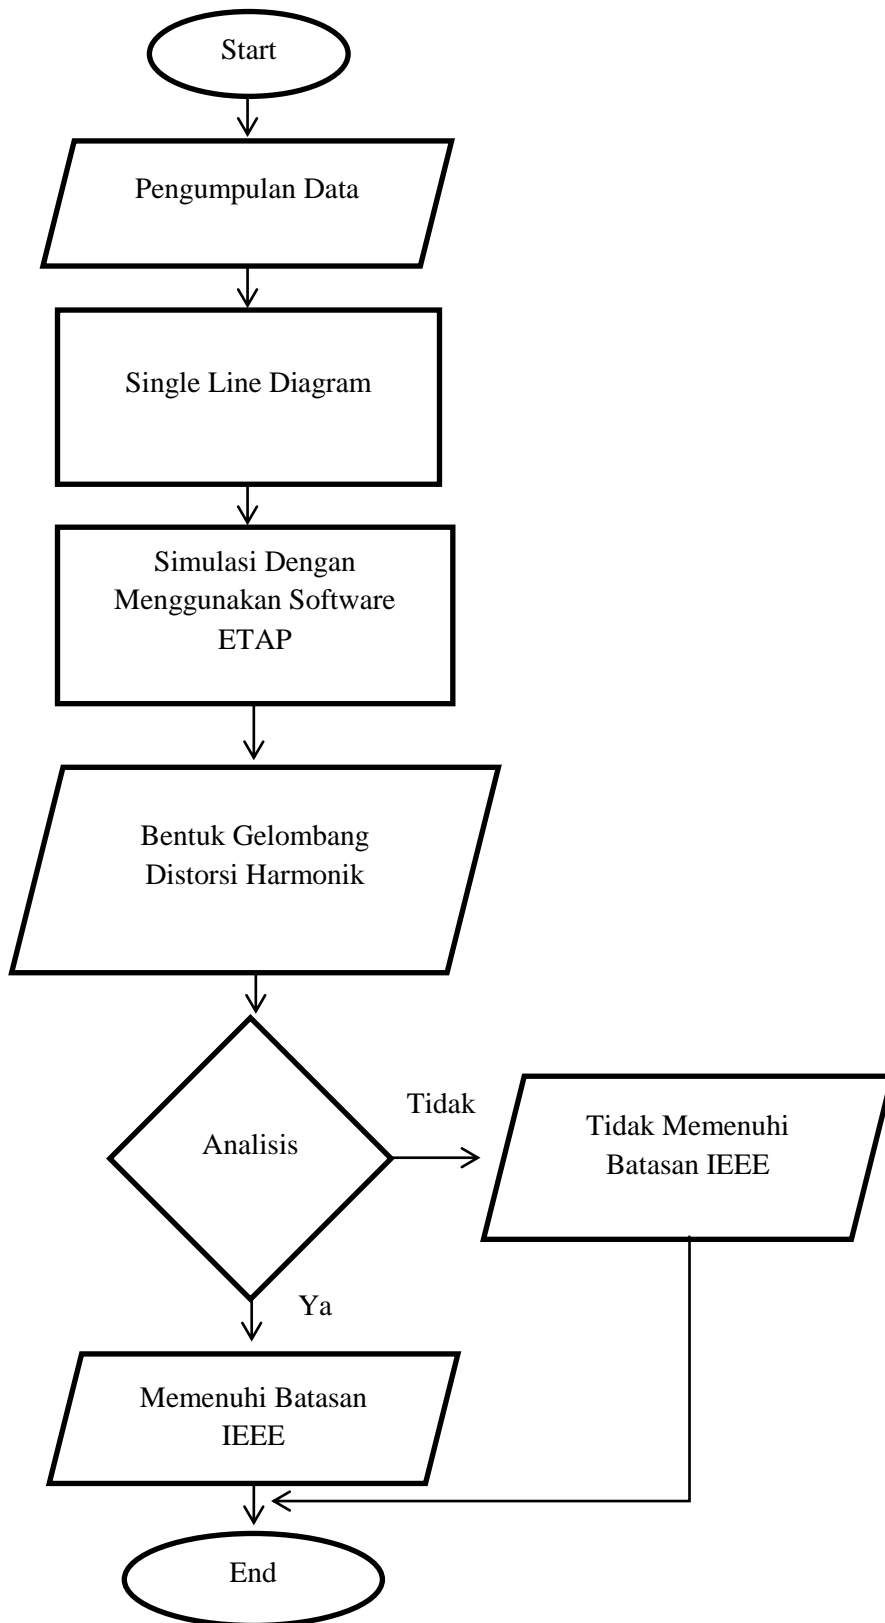 Start
Pengumpulan Data
Single Line Diagram
Simulasi Dengan
Menggunakan Software
ETAP
Bentuk Gelombang
Distorsi Harmonik
Tidak
Analisis
Tidak Memenuhi
Batasan IEEE
Ya
Memenuhi Batasan
IEEE
End